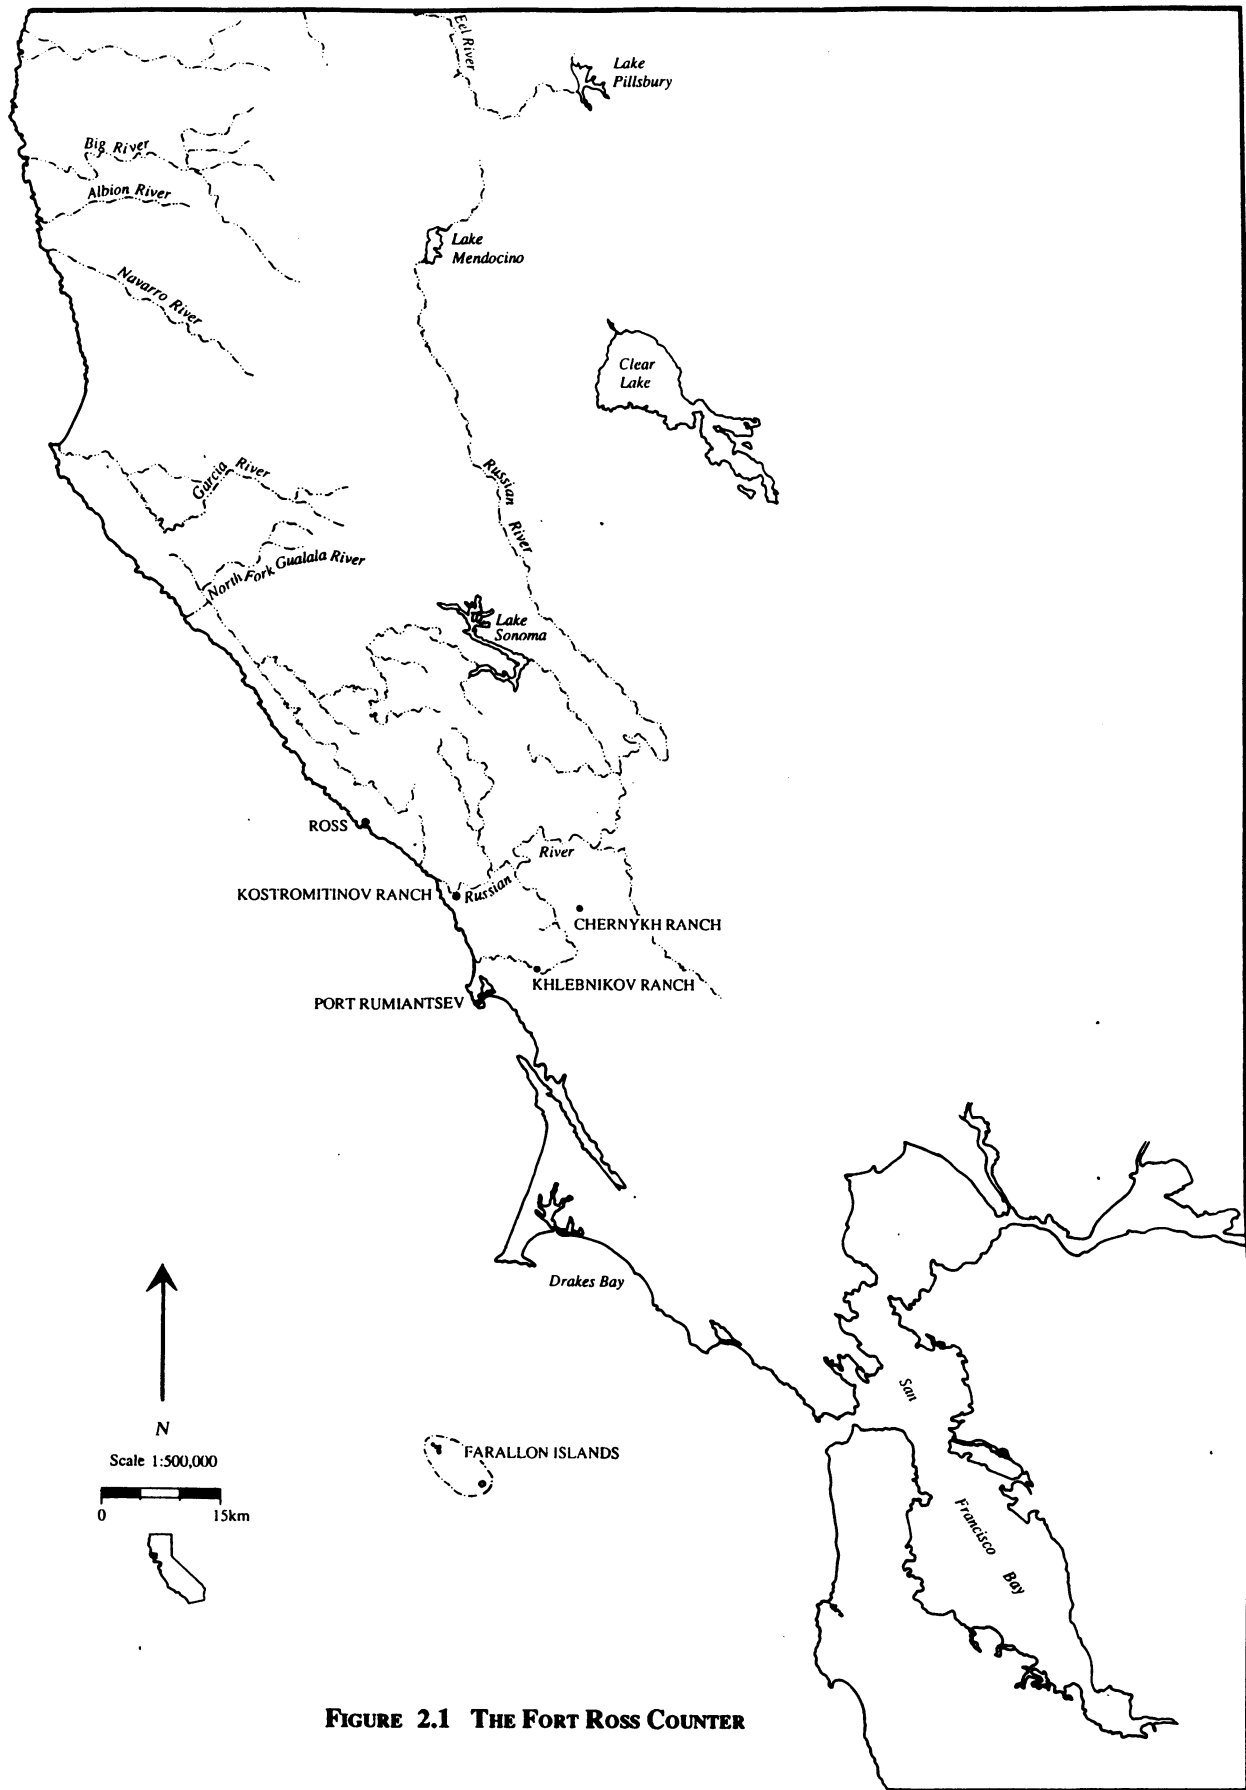 Eel River
Lake
Pillsbury
Big River
Albion River
Lake
Mendocino
Navarro River
Clear
Lake
Garcia River
Russian River
North Fork Gualala River
Lake
Sonoma
ROSS
River
Russian
KOSTROMITINOV RANCH
CHERNYKH RANCH
KHLEBNIKOV RANCH
PORT RUMIANTSEV
Drakes Bay
San
Francisco
Bay
N
Scale 1:500,000
0 15km
FARALLON ISLANDS
FIGURE 2.1 THE FORT ROSS COUNTER